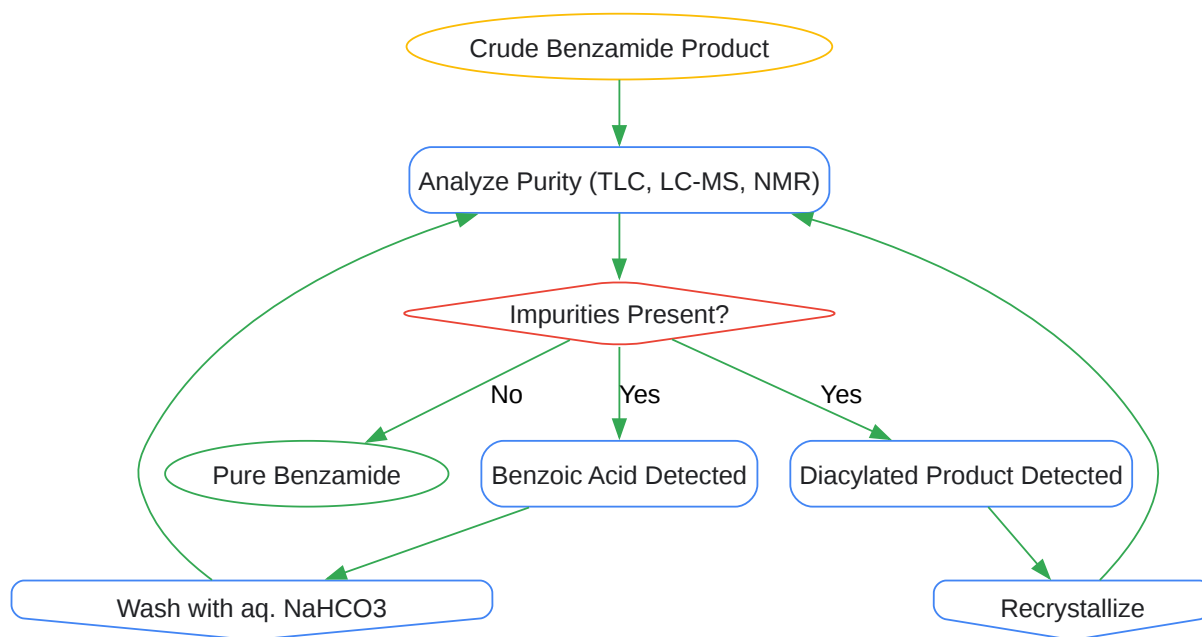 Crude Benzamide Product
Analyze Purity (TLC, LC-MS, NMR)
Impurities Present?
No
Yes
Yes
Pure Benzamide
Benzoic Acid Detected
Diacylated Product Detected
Wash with aq. NaHCO3
Recrystallize